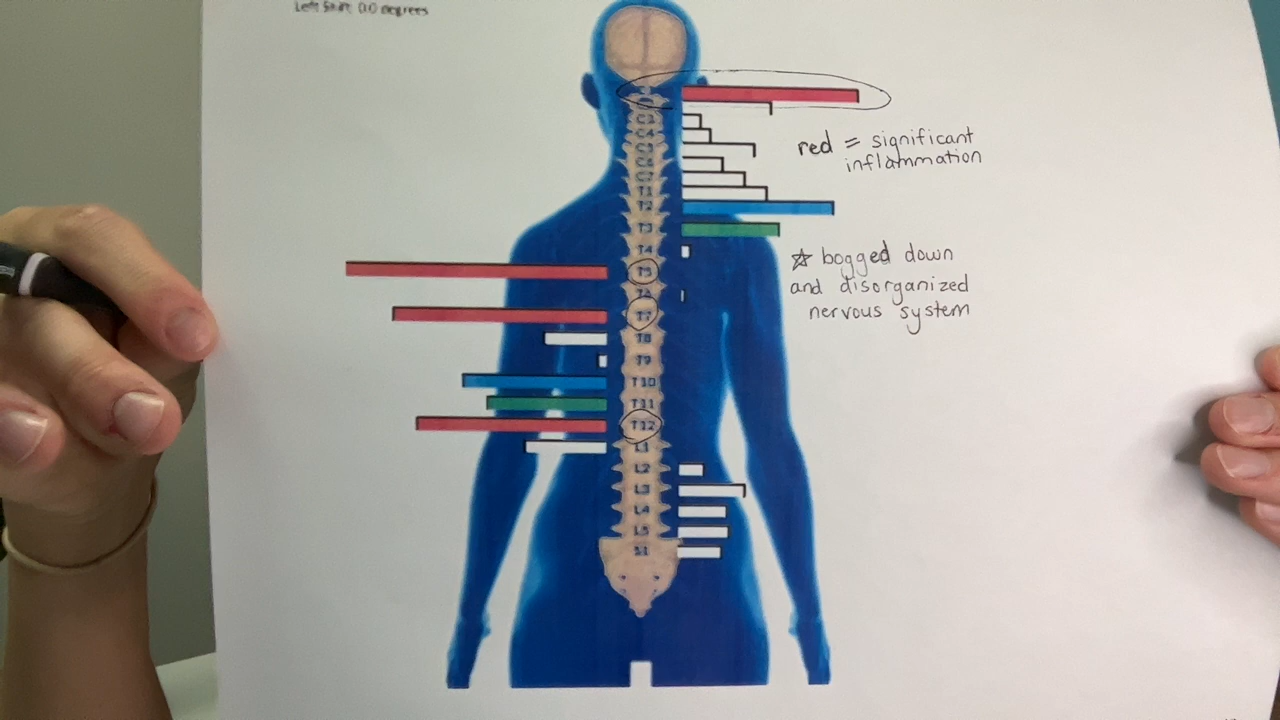 Left Shift: 0.0 degrees
C3
C4
C5
C6
C7
T1
T2
T3
T4
T5
T6
T7
T8
T9
T10
T11
T12
L1
L2
L3
L4
L5
S1
red = significant
inflammation
☆ bogged down
and disorganized
nervous system